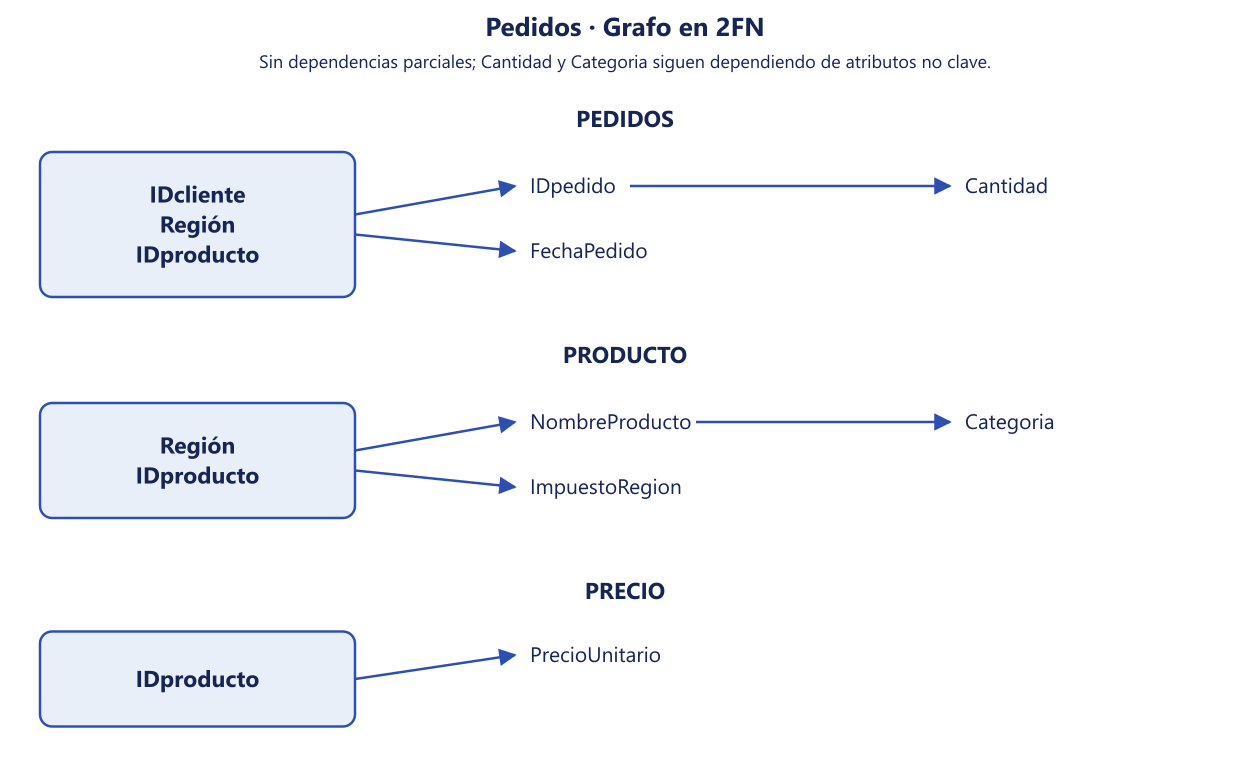 Pedidos · Grafo en 2FN
Sin dependencias parciales; Cantidad y Categoria siguen dependiendo de atributos no clave.
PEDIDOS
IDcliente
Región
IDproducto
IDpedido
Cantidad
FechaPedido
PRODUCTO
Región
IDproducto
NombreProducto
Categoria
ImpuestoRegion
PRECIO
IDproducto
PrecioUnitario